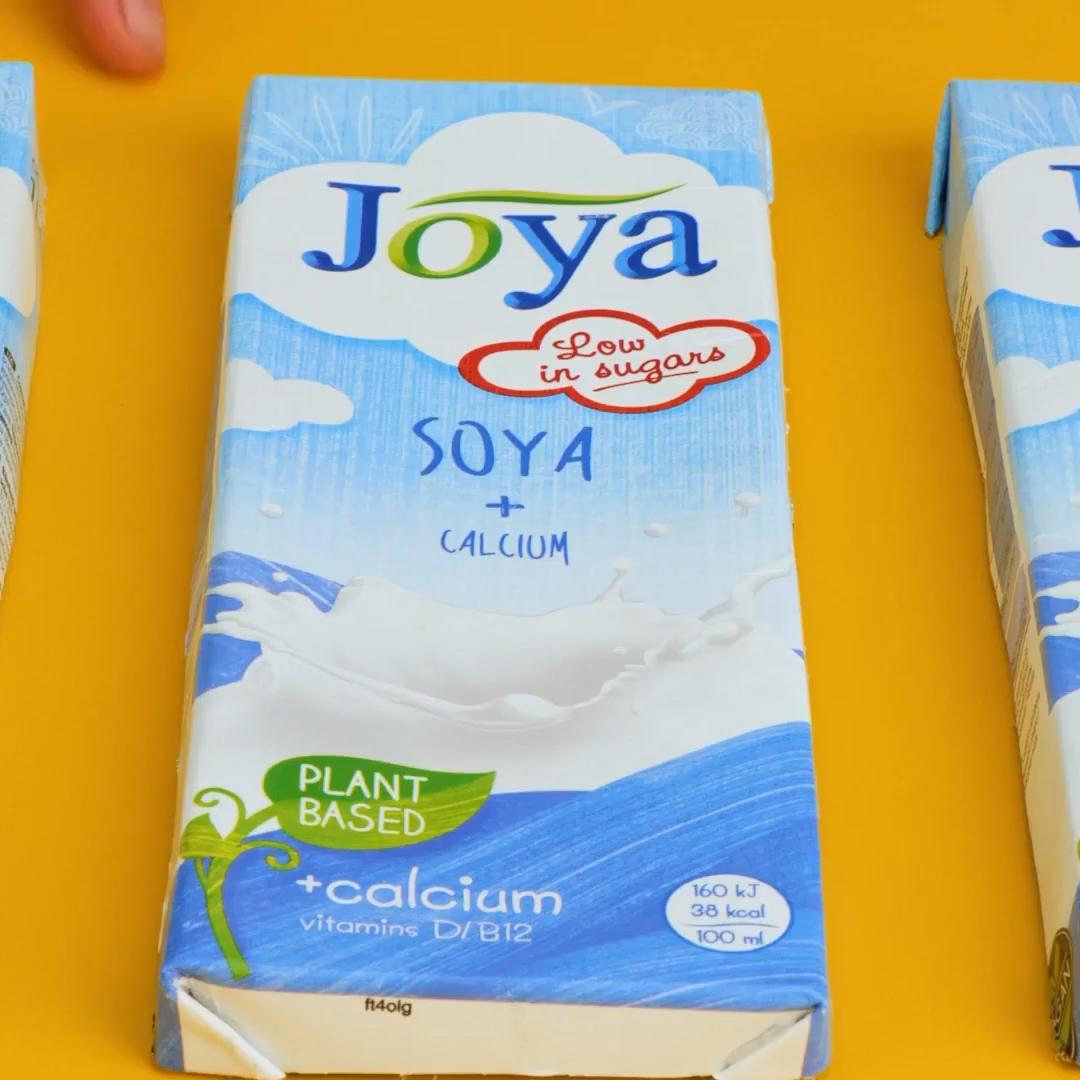 Joya
Low
in sugars
SOYA
+
CALCIUM
PLANT
BASED
+calcium
vitamins D/B12
160 kJ
38 kcal
100 ml
ft4olg